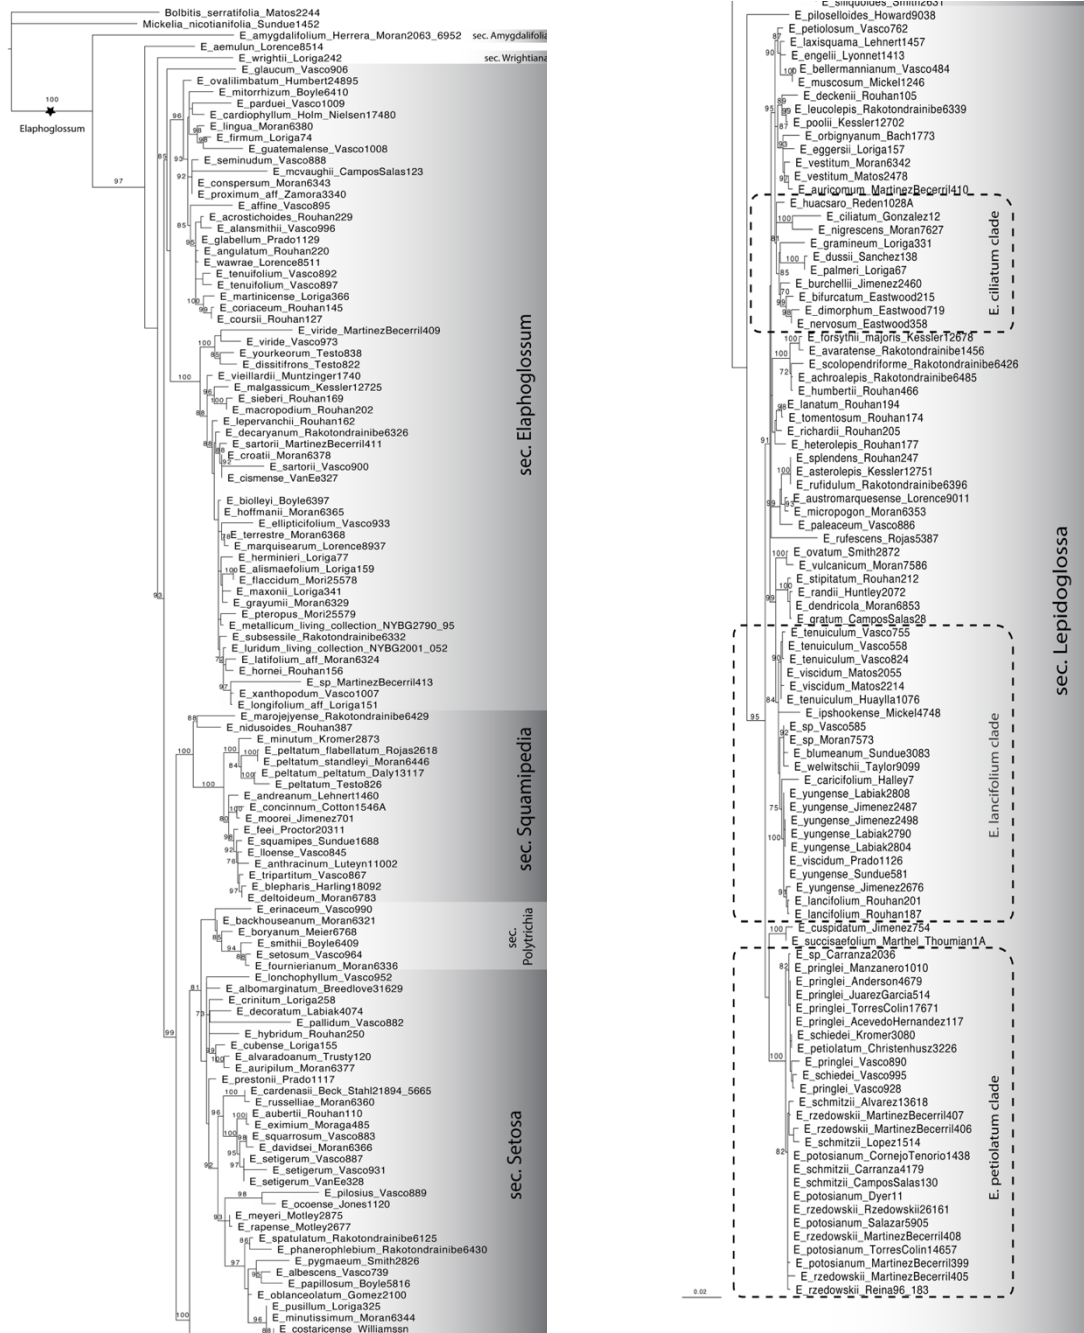 Bolbitis_serratifolia_Matos2244
Mickelia_nicotianifolia_Sundue1452
E_amygdalifolium_Herrera_Moran2063_6952
sec. Amygdalifolia
E_aemulun_Lorence8514
E_wrightii_Loriga242
sec. Wrightiana
E_glaucum_Vasco906
E_ovalilimbatum_Humbert24895
E_mitorrhizum_Boyle6410
E_parduei_Vasco1009
E_cardiophyllum_Holm_Nielsen17480
E_lingua_Moran6380
E_firmum_Loriga74
E_guatemalense_Vasco1008
E_seminudum_Vasco888
E_mcvaughii_CamposSalas123
E_conspersum_Moran6343
E_proximum_aff_Zamora3340
E_affine_Vasco895
E_acrostichoides_Rouhan229
E_alansmithii_Vasco996
E_glabellum_Prado1129
E_angulatum_Rouhan220
E_wawrae_Lorence8511
E_tenuifolium_Vasco892
E_tenuifolium_Vasco897
E_martinicense_Loriga366
E_coriaceum_Rouhan145
E_coursii_Rouhan127
E_viride_MartinezBecerril409
E_viride_Vasco973
E_yourkeorum_Testo838
E_dissitifrons_Testo822
E_vieillardii_Muntzinger1740
E_malgassicum_Kessler12725
E_sieberi_Rouhan169
E_macropodium_Rouhan202
E_lepervanchii_Rouhan162
E_decaryanum_Rakotondrainibe6326
E_sartorii_MartinezBecerril411
E_croatii_Moran6378
E_sartorii_Vasco900
E_cismense_VanEe327
E_biolleyi_Boyle6397
E_hoffmanii_Moran6365
E_ellipticifolium_Vasco933
E_terrestre_Moran6368
E_marquisearum_Lorence8937
E_herminieri_Loriga77
E_alismaefolium_Loriga159
E_flaccidum_Mori25578
E_maxonii_Loriga341
E_grayumii_Moran6329
E_pteropus_Mori25579
E_metallicum_living_collection_NYBG2790_95
E_subsessile_Rakotondrainibe6332
E_luridum_living_collection_NYBG2001_052
E_latifolium_aff_Moran6324
E_hornei_Rouhan156
E_sp_MartinezBecerril413
E_xanthopodum_Vasco1007
E_longifolium_aff_Loriga151
sec. Elaphoglossum
100
Elaphoglossum
97
E_marojejyense_Rakotondrainibe6429
E_nidusoides_Rouhan387
E_minutum_Kromer2873
E_peltatum_flabellatum_Rojas2618
E_peltatum_standleyi_Moran6446
E_peltatum_peltatum_Daly13117
E_peltatum_Testo826
E_andreanum_Lehnert1460
E_concinnum_Cotton1546A
E_moorei_Jimenez701
E_feei_Proctor20311
E_squamipes_Sundue1688
E_lloense_Vasco845
E_anthracinum_Luteyn11002
E_tripartitum_Vasco867
E_blepharis_Harling18092
E_deltoideum_Moran6783
sec. Squamipedia
E_erinaceum_Vasco990
E_backhouseanum_Moran6321
E_boryanum_Meier6768
E_smithii_Boyle6409
E_setosum_Vasco964
E_fournierianum_Moran6336
sec.
Polytrichia
E_lonchophyllum_Vasco952
E_albomarginatum_Breedlove31629
E_crinitum_Loriga258
E_decoratum_Labiak4074
E_pallidum_Vasco882
E_hybridum_Rouhan250
E_cubense_Loriga155
E_alvaradoanum_Trusty120
E_auripilum_Moran6377
E_prestonii_Prado1117
E_cardenasii_Beck_Stahl21894_5665
E_russelliae_Moran6360
E_aubertii_Rouhan110
E_eximium_Moraga485
E_squarrosum_Vasco883
E_davidsei_Moran6366
E_setigerum_Vasco887
E_setigerum_Vasco931
E_setigerum_VanEe328
E_pilosius_Vasco889
E_ocoense_Jones1120
E_meyeri_Motley2875
E_rapense_Motley2677
E_spatulatum_Rakotondrainibe6125
E_phanerophlebium_Rakotondrainibe6430
E_pygmaeum_Smith2826
E_albescens_Vasco739
E_papillosum_Boyle5816
E_oblanceolatum_Gomez2100
E_pusillum_Loriga325
E_minutissimum_Moran6344
E_costaricense_Williamssn
sec. Setosa
E_siliquoides_Smith2631
E_piloselloides_Howard9038
E_petiolosum_Vasco762
E_laxisquama_Lehnert1457
E_engelii_Lyonnet1413
E_bellermannianum_Vasco484
E_muscosum_Mickel1246
E_deckenii_Rouhan105
E_leucolepis_Rakotondrainibe6339
E_poolii_Kessler12702
E_orbignyanum_Bach1773
E_eggersii_Loriga157
E_vestitum_Moran6342
E_vestitum_Matos2478
E_auricomum_MartinezBecerril410
E_huacsaro_Reden1028A
E_ciliatum_Gonzalez12
E_nigrescens_Moran7627
E_gramineum_Loriga331
E_dussii_Sanchez138
E_palmeri_Loriga67
E_burchellii_Jimenez2460
E_bifurcatum_Eastwood215
E_dimorphum_Eastwood719
E_nervosum_Eastwood358
E. ciliatum clade
E_forsythii_majoris_Kessler12678
E_avaratense_Rakotondrainibe1456
E_scolopendriforme_Rakotondrainibe6426
E_achroalepis_Rakotondrainibe6485
E_humbertii_Rouhan466
E_lanatum_Rouhan194
E_tomentosum_Rouhan174
E_richardii_Rouhan205
E_heterolepis_Rouhan177
E_splendens_Rouhan247
E_asterolepis_Kessler12751
E_rufidulum_Rakotondrainibe6396
E_austromarquesense_Lorence9011
E_micropogon_Moran6353
E_paleaceum_Vasco886
E_rufescens_Rojas5387
E_ovatum_Smith2872
E_vulcanicum_Moran7586
E_stipitatum_Rouhan212
E_randii_Huntley2072
E_dendricola_Moran6853
E_gratum_CamposSalas28
E_tenuiculum_Vasco755
E_tenuiculum_Vasco558
E_tenuiculum_Vasco824
E_viscidum_Matos2055
E_viscidum_Matos2214
E_tenuiculum_Huaylla1076
E_ipshookense_Mickel4748
E_sp_Vasco585
E_sp_Moran7573
E_blumeanum_Sundue3083
E_welwitschii_Taylor9099
E_caricifolium_Halley7
E_yungense_Labiak2808
E_yungense_Jimenez2487
E_yungense_Jimenez2498
E_yungense_Labiak2790
E_yungense_Labiak2804
E_viscidum_Prado1126
E_yungense_Sundue581
E_yungense_Jimenez2676
E_lancifolium_Rouhan201
E_lancifolium_Rouhan187
E. lancifolium clade
E_cuspidatum_Jimenez754
E_succisaefolium_Marthel_Thoumian1A
E_sp_Carranza2036
E_pringlei_Manzanero1010
E_pringlei_Anderson4679
E_pringlei_JuarezGarcia514
E_pringlei_TorresColin17671
E_pringlei_AcevedoHernandez117
E_schiedei_Kromer3080
E_petiolatum_Christenhusz3226
E_pringlei_Vasco890
E_schiedei_Vasco995
E_pringlei_Vasco928
E_schmitzii_Alvarez13618
E_rzedowskii_MartinezBecerril407
E_rzedowskii_MartinezBecerril406
E_schmitzii_Lopez1514
E_potosianum_CornejoTenorio1438
E_schmitzii_Carranza4179
E_schmitzii_CamposSalas130
E_potosianum_Dyer11
E_rzedowskii_Rzedowskii26161
E_potosianum_Salazar5905
E_rzedowskii_MartinezBecerril408
E_potosianum_TorresColin14657
E_potosianum_MartinezBecerril399
E_rzedowskii_MartinezBecerril405
E_rzedowskii_Reina96_183
E. petiolatum clade
sec. Lepidoglossa
0.02